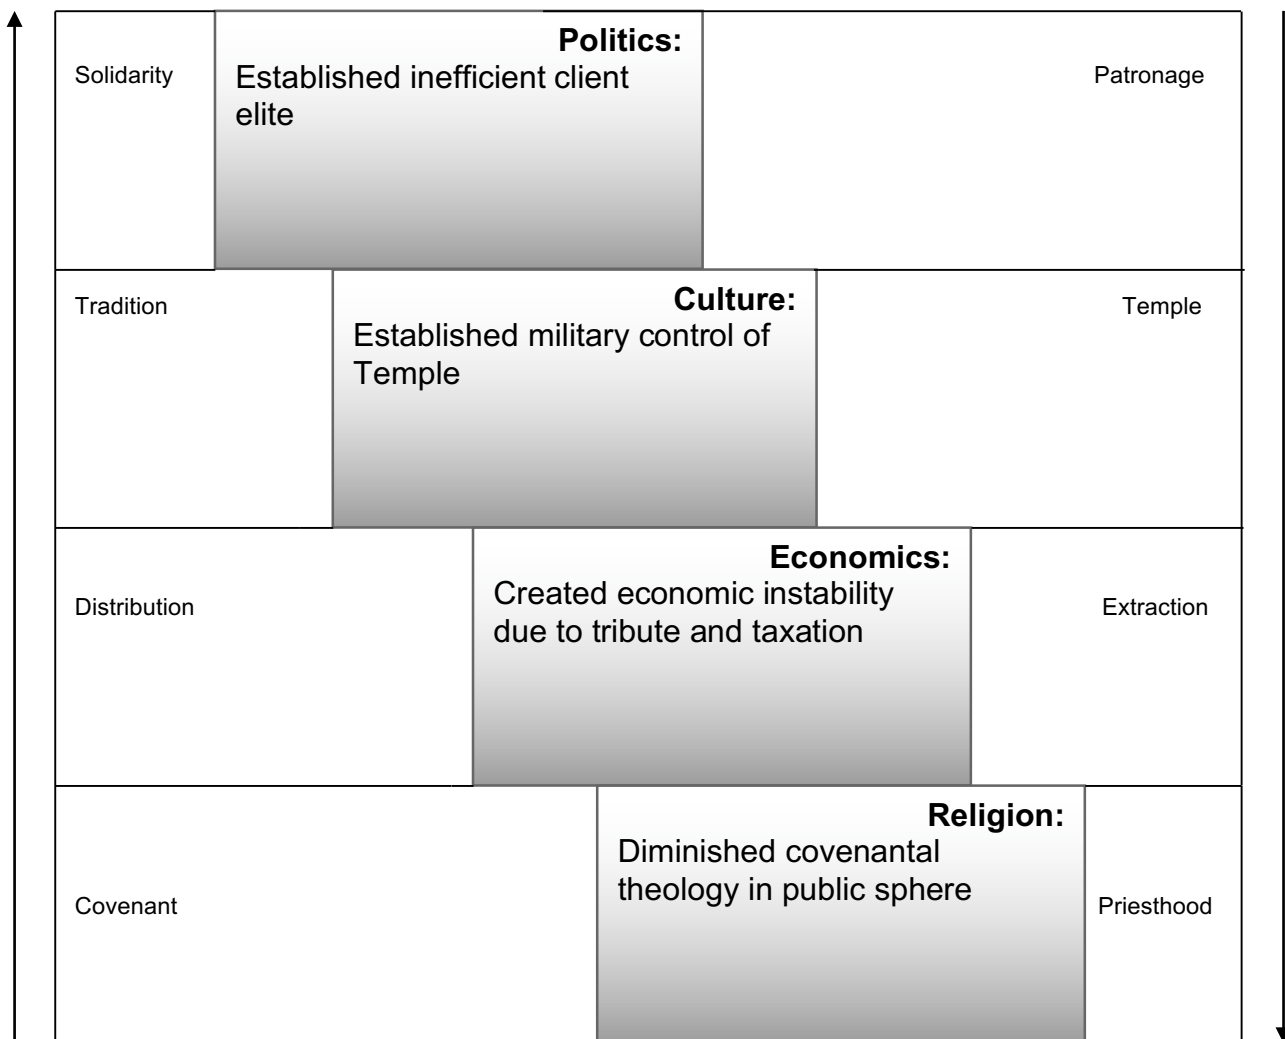 Politics:
Solidarity
Established inefficient client
elite
Patronage
Culture:
Tradition
Established military control of
Temple
Temple
Economics:
Distribution
Created economic instability
due to tribute and taxation
Extraction
Religion:
Covenant
Diminished covenantal
theology in public sphere
Priesthood